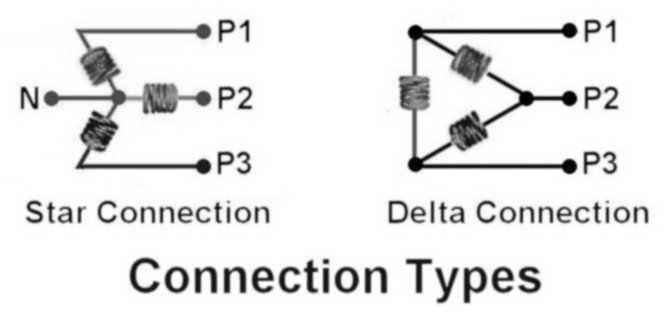 P1 P1
N P2 P2
P3 P3
Star Connection Delta Connection
Connection Types